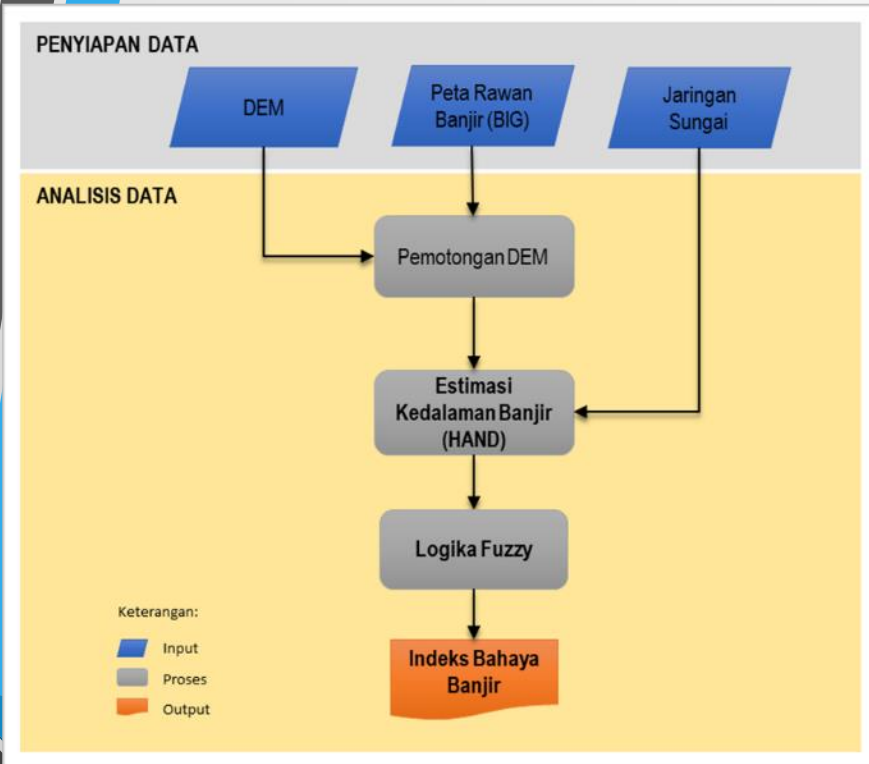 PENYIAPAN DATA
DEM
Peta Rawan
Banjir (BIG)
Jaringan
Sungai
ANALISIS DATA
Pemotongan DEM
Estimasi
Kedalaman Banjir
(HAND)
Logika Fuzzy
Indeks Bahaya
Banjir
Keterangan:
Input
Proses
Output